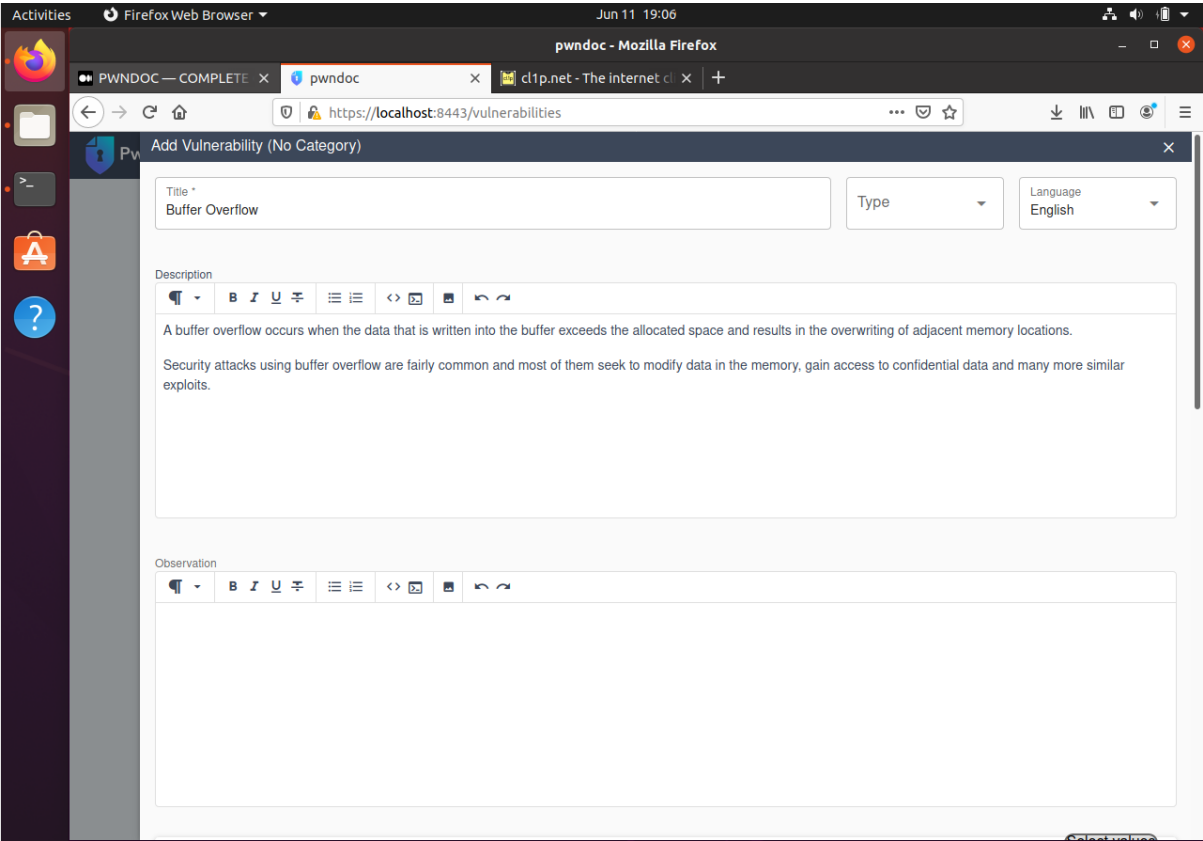 Activities Firefox Web Browser Jun 11 19:06
pwndoc - Mozilla Firefox
PWNDOC — COMPLETE pwndoc cl1p.net - The internet cl
https://localhost:8443/vulnerabilities
Pw Add Vulnerability (No Category)
Title *
Buffer Overflow
Type
Language
English
Description
B I U
A buffer overflow occurs when the data that is written into the buffer exceeds the allocated space and results in the overwriting of adjacent memory locations.
Security attacks using buffer overflow are fairly common and most of them seek to modify data in the memory, gain access to confidential data and many more similar
exploits.
Observation
B I U
Select values